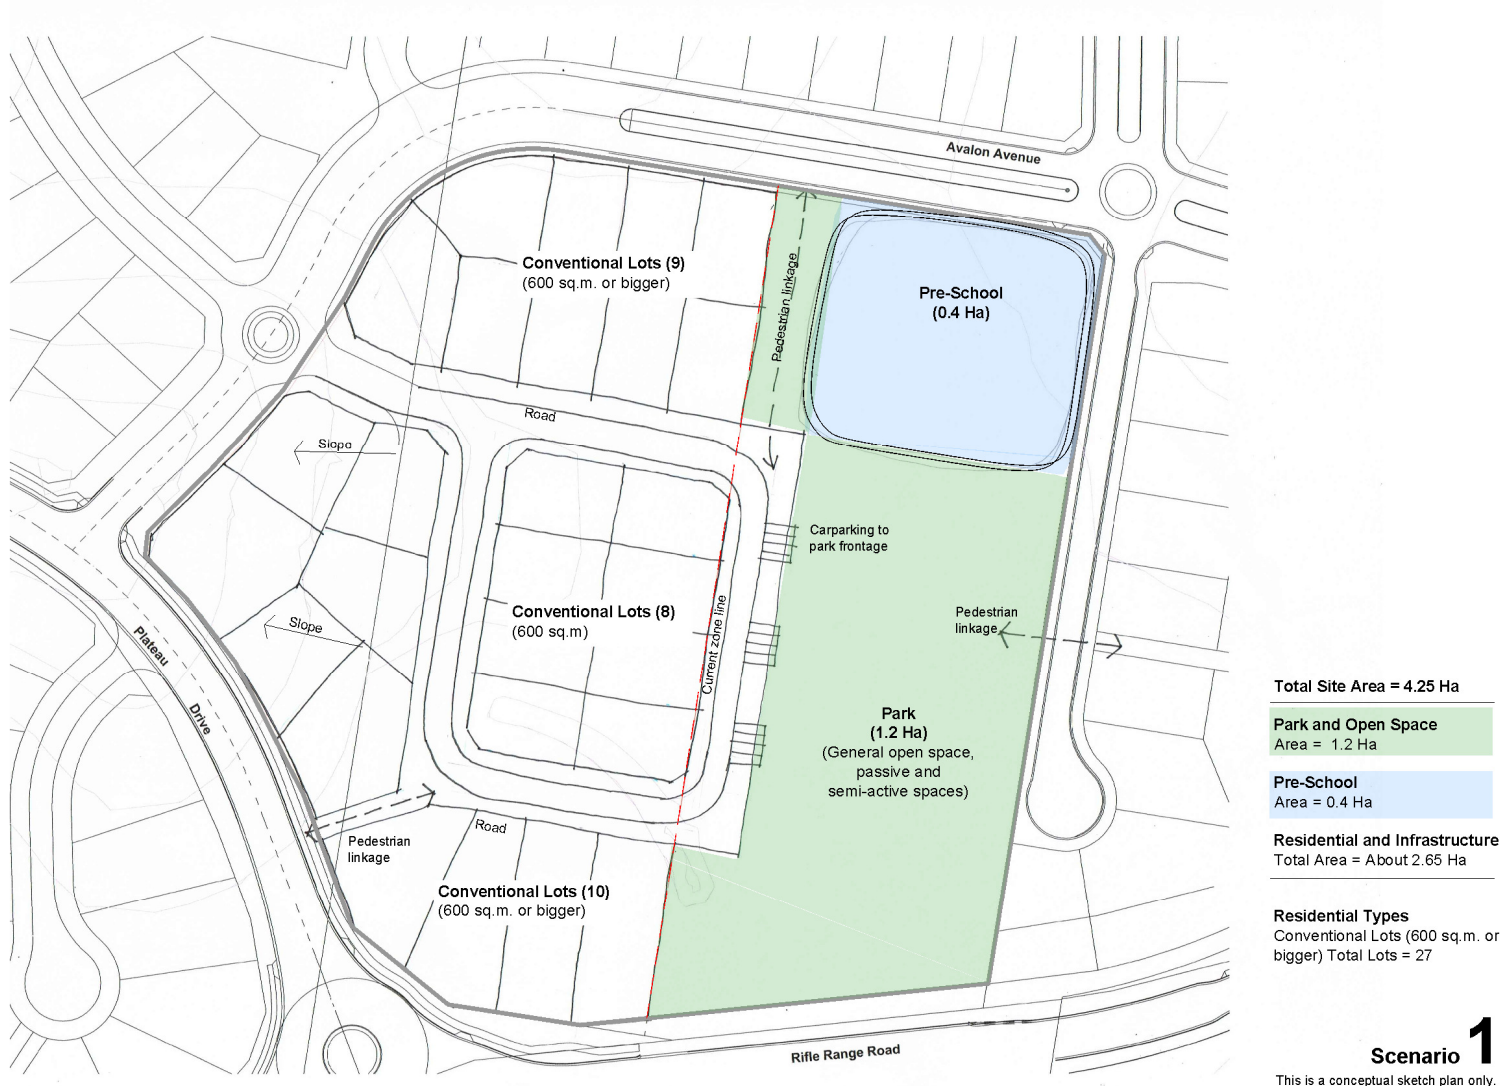 Avalon Avenue
Conventional Lots (9)
(600 sq.m. or bigger)
Pedestrian linkage
Pre-School
(0.4 Ha)
Road
Slope
Carparking to
park frontage
Conventional Lots (8)
(600 sq.m)
Current zone line
Pedestrian
linkage
Slope
Plateau
Drive
Park
(1.2 Ha)
(General open space,
passive and
semi-active spaces)
Road
Pedestrian
linkage
Conventional Lots (10)
(600 sq.m. or bigger)
Rifle Range Road
Total Site Area = 4.25 Ha
Park and Open Space
Area = 1.2 Ha
Pre-School
Area = 0.4 Ha
Residential and Infrastructure
Total Area = About 2.65 Ha
Residential Types
Conventional Lots (600 sq.m. or
bigger) Total Lots = 27
Scenario 1
This is a conceptual sketch plan only.